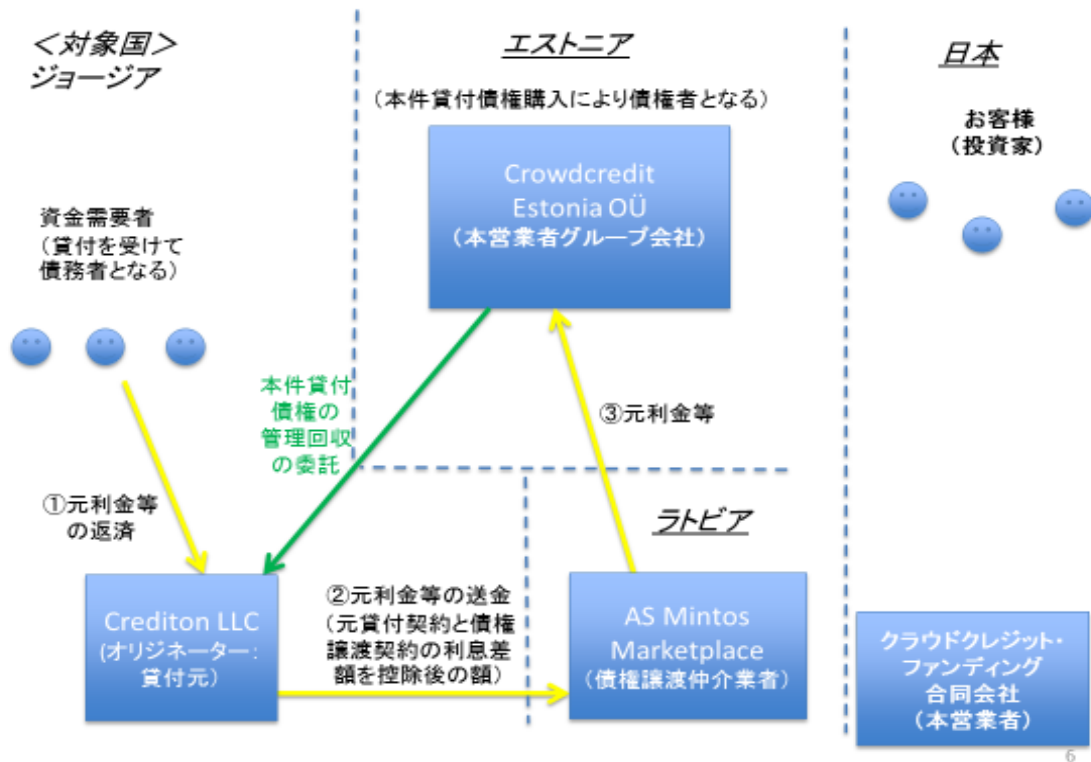 ＜対象国＞
ジョージア
資金需要者
（貸付を受けて
債務者となる）
①元利金等
の返済
Crediton LLC
(オリジネーター：
貸付元）
本件貸付
債権の
管理回収
の委託
②元利金等の送金
（元貸付契約と債権
譲渡契約の利息差
額を控除後の額）
エストニア
（本件貸付債権購入により債権者となる）
Crowdcredit
Estonia OÜ
（本営業者グループ会社）
③元利金等
ラトビア
AS Mintos
Marketplace
（債権譲渡仲介業者）
日本
お客様
（投資家）
クラウドクレジット・
ファンディング
合同会社
（本営業者）
6